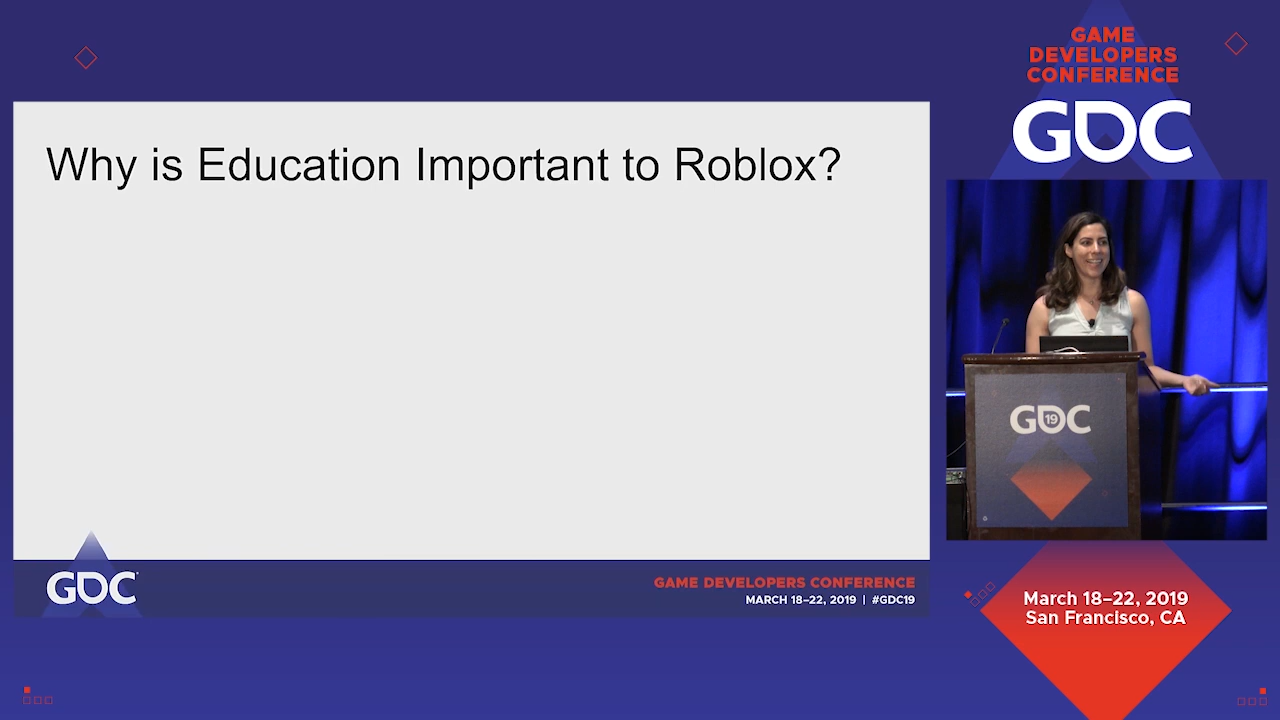 Why is Education Important to Roblox?
GDC
GAME DEVELOPERS CONFERENCE
MARCH 18–22, 2019 | #GDC19
GAME
DEVELOPERS
CONFERENCE
GDC
GDC
19
March 18–22, 2019
San Francisco, CA